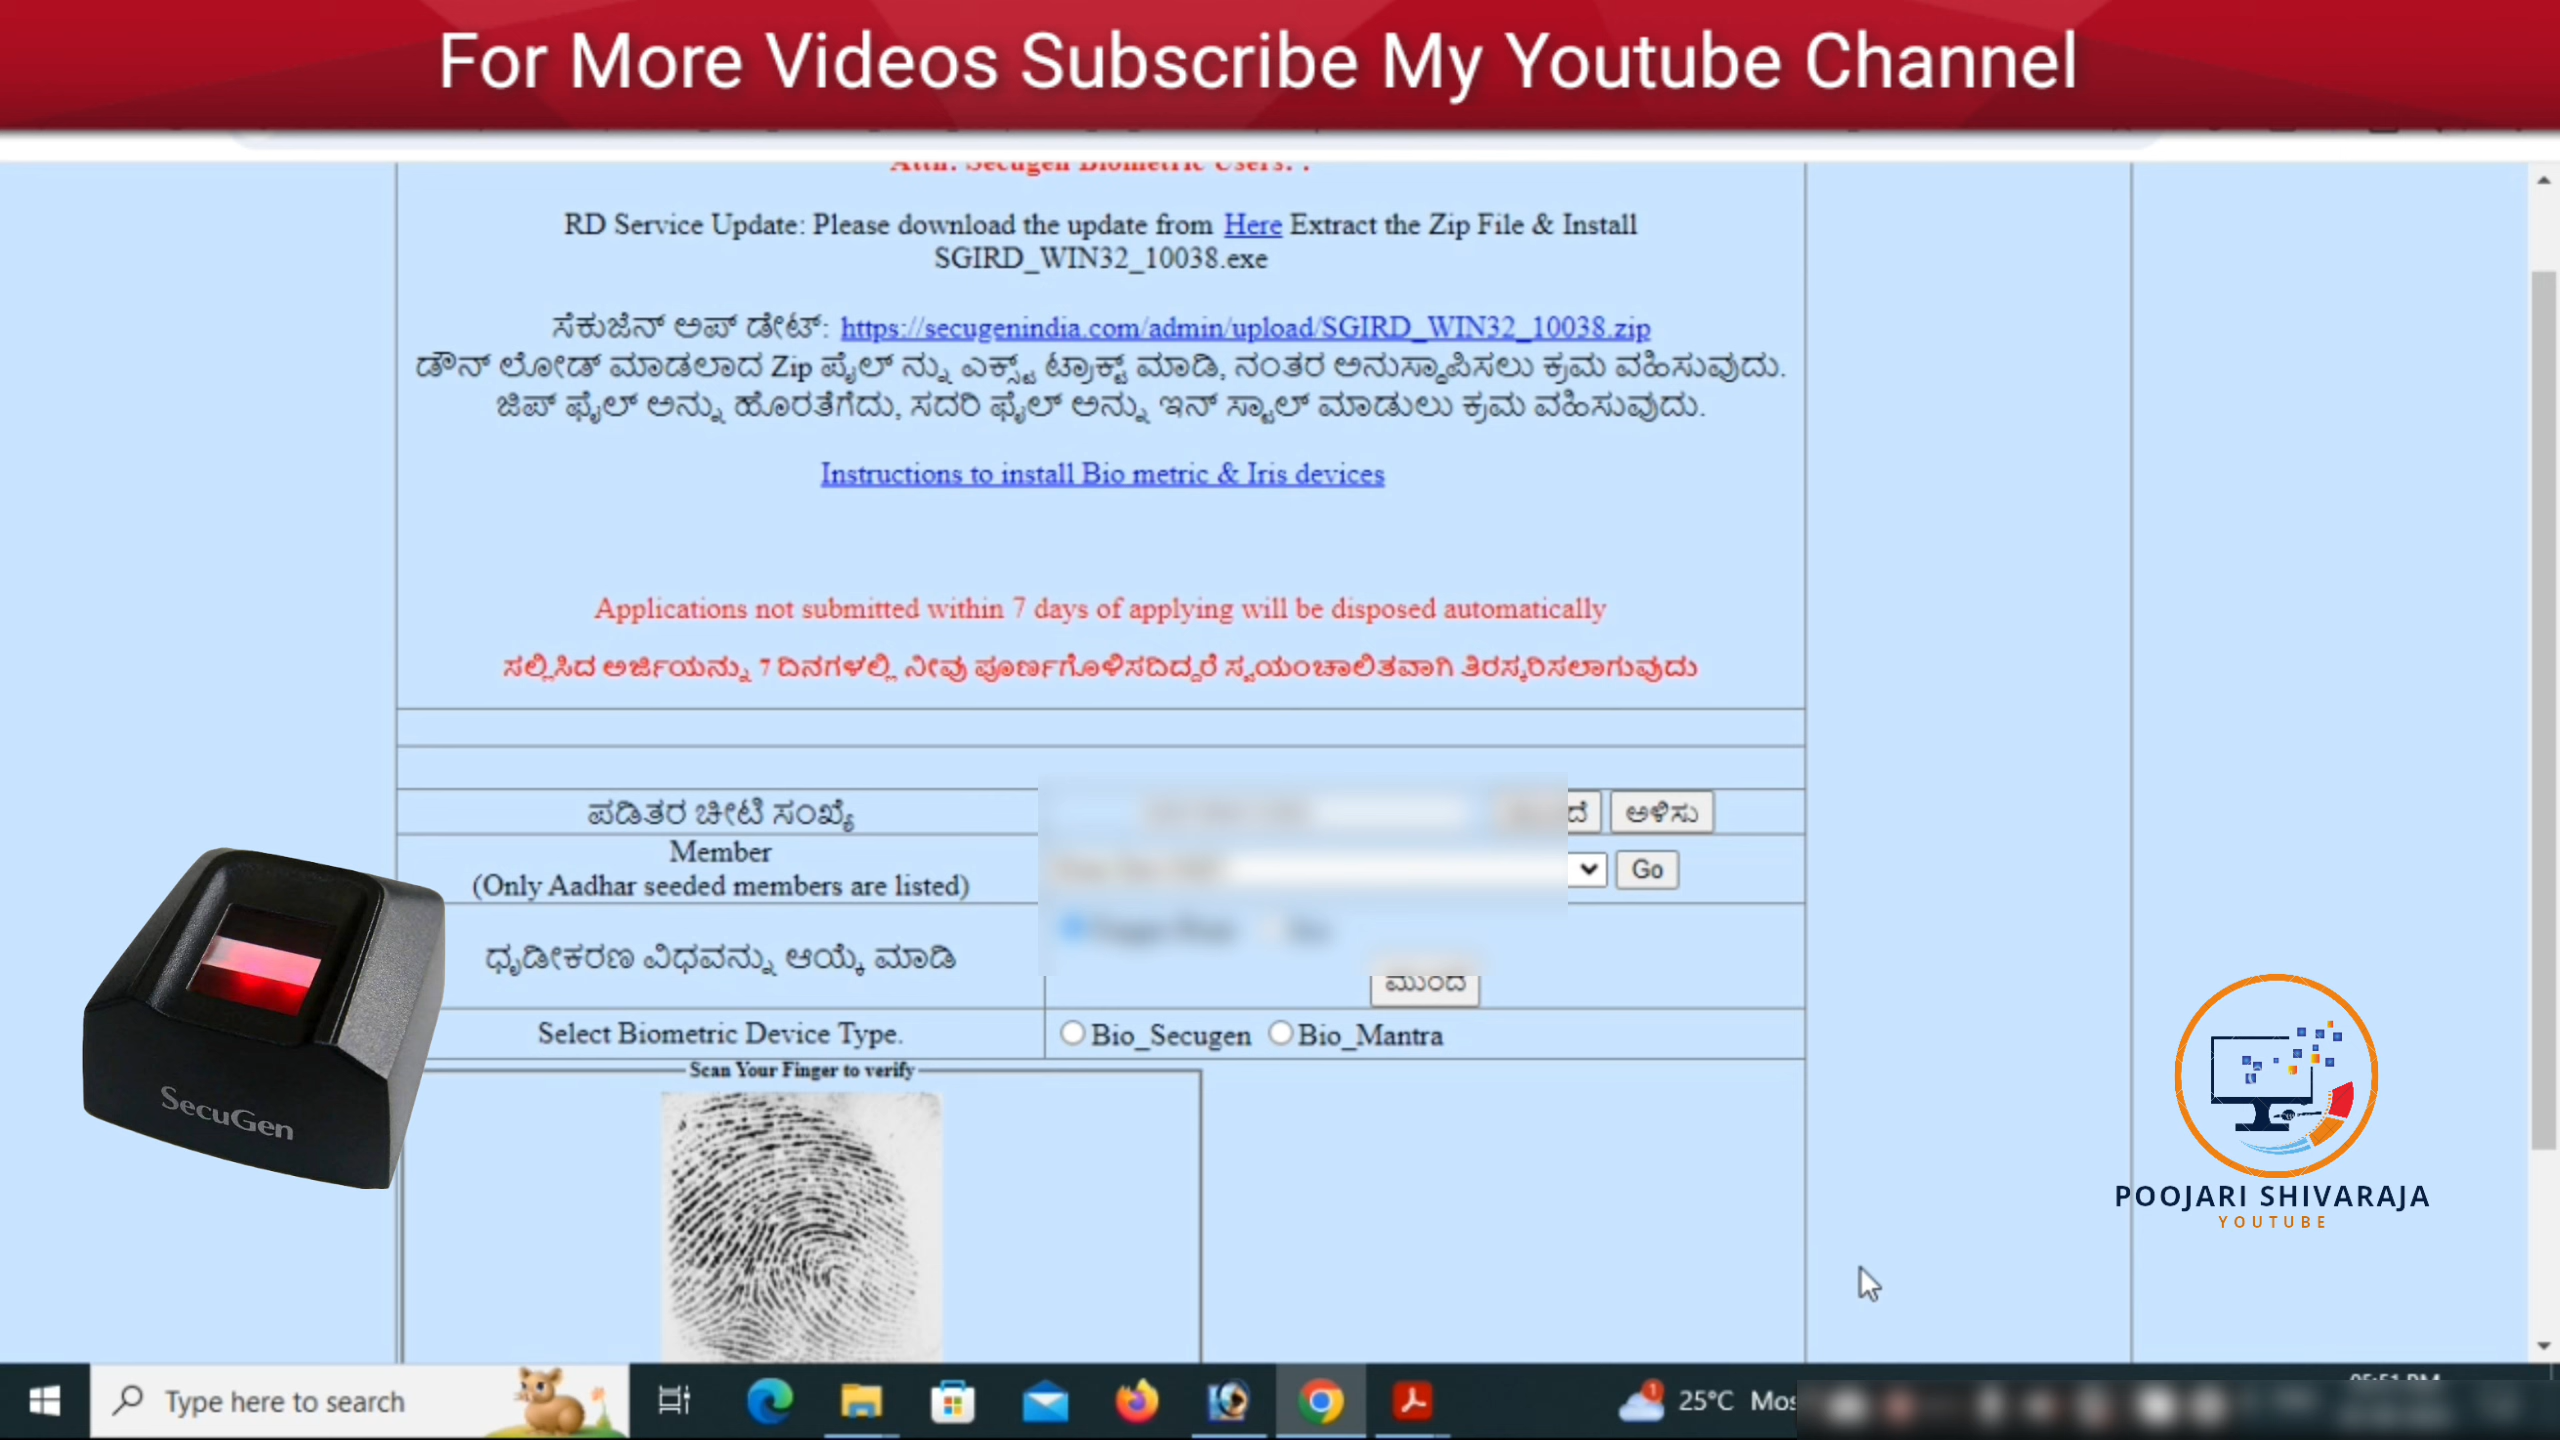 For More Videos Subscribe My Youtube Channel
Attn: Secugen Biometric Users: .
RD Service Update: Please download the update from Here Extract the Zip File & Install
SGIRD_WIN32_10038.exe
ಸೆಕುಜೆನ್ ಅಪ್ ಡೇಟ್: https://secugenindia.com/admin/upload/SGIRD_WIN32_10038.zip
ಡೌನ್ ಲೋಡ್ ಮಾಡಲಾದ Zip ಫೈಲ್ ನ್ನು ಎಕ್ಸ್ಟ್ ಟ್ರಾಕ್ಟ್ ಮಾಡಿ, ನಂತರ ಅನುಸ್ಥಾಪಿಸಲು ಕ್ರಮ ವಹಿಸುವುದು.
ಜಿಪ್ ಫೈಲ್ ಅನ್ನು ಹೊರತೆಗೆದು, ಸದರಿ ಫೈಲ್ ಅನ್ನು ಇನ್ ಸ್ಟಾಲ್ ಮಾಡುಲು ಕ್ರಮ ವಹಿಸುವುದು.
Instructions to install Bio metric & Iris devices
Applications not submitted within 7 days of applying will be disposed automatically
ಸಲ್ಲಿಸಿದ ಅರ್ಜಿಯನ್ನು 7 ದಿನಗಳಲ್ಲಿ ನೀವು ಪೂರ್ಣಗೊಳಿಸದಿದ್ದರೆ ಸ್ವಯಂಚಾಲಿತವಾಗಿ ತಿರಸ್ಕರಿಸಲಾಗುವುದು
ಪಡಿತರ ಚೀಟಿ ಸಂಖ್ಯೆ ಅಳಿಸು
Member
(Only Aadhar seeded members are listed) Go
ಧೃಡೀಕರಣ ವಿಧವನ್ನು ಆಯ್ಕೆ ಮಾಡಿ
ಮುಂದೆ
Select Biometric Device Type. Bio_Secugen Bio_Mantra
Scan Your Finger to verify
SecuGen
POOJARI SHIVARAJA
YOUTUBE
Type here to search
1
25°C